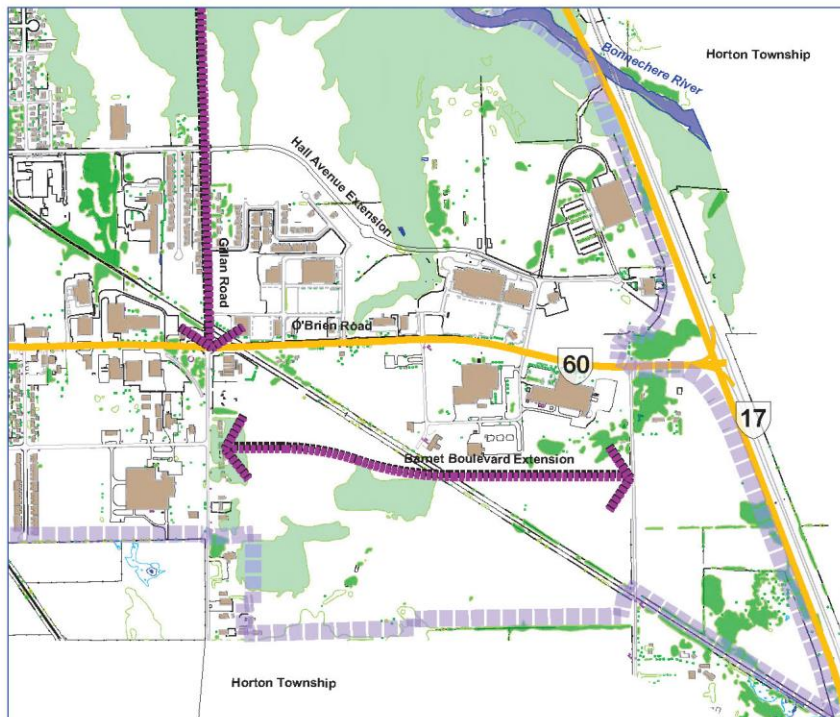 Bonnechere River
Horton Township
Hall Avenue Extension
Gillan Road
O'Brien Road
60
17
Barnet Boulevard Extension
Horton Township